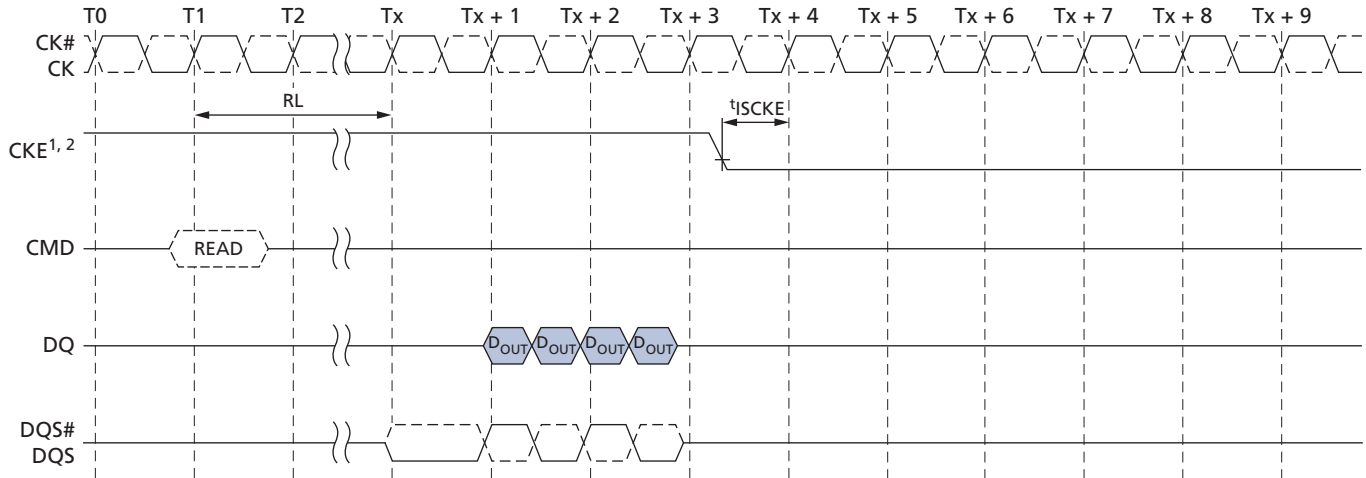 T0 T1 T2 Tx Tx + 1 Tx + 2 Tx + 3 Tx + 4 Tx + 5 Tx + 6 Tx + 7 Tx + 8 Tx + 9
CK#
CK
RL
tISCKE
CKE1, 2
CMD READ
DQ DOUT DOUT DOUT DOUT
DQS#
DQS